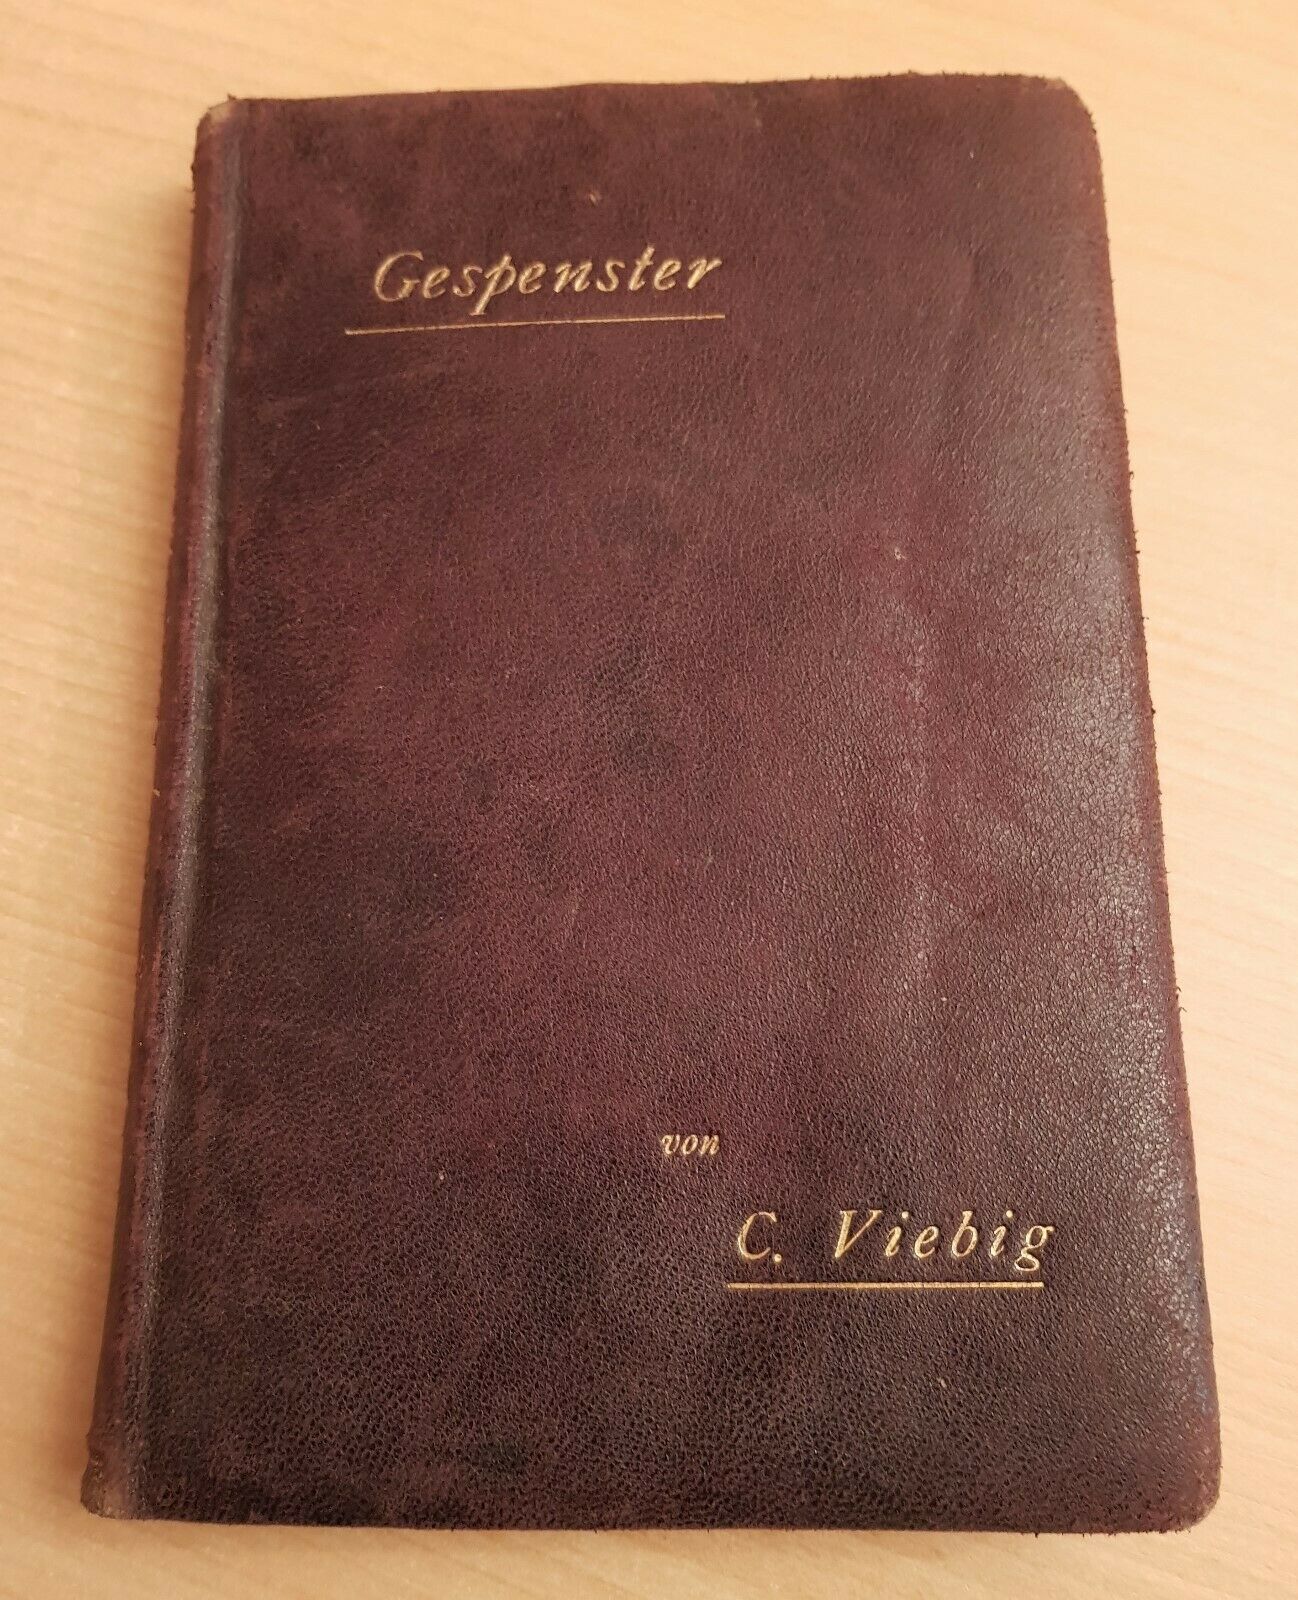 Gespenster
von
C. Viebig